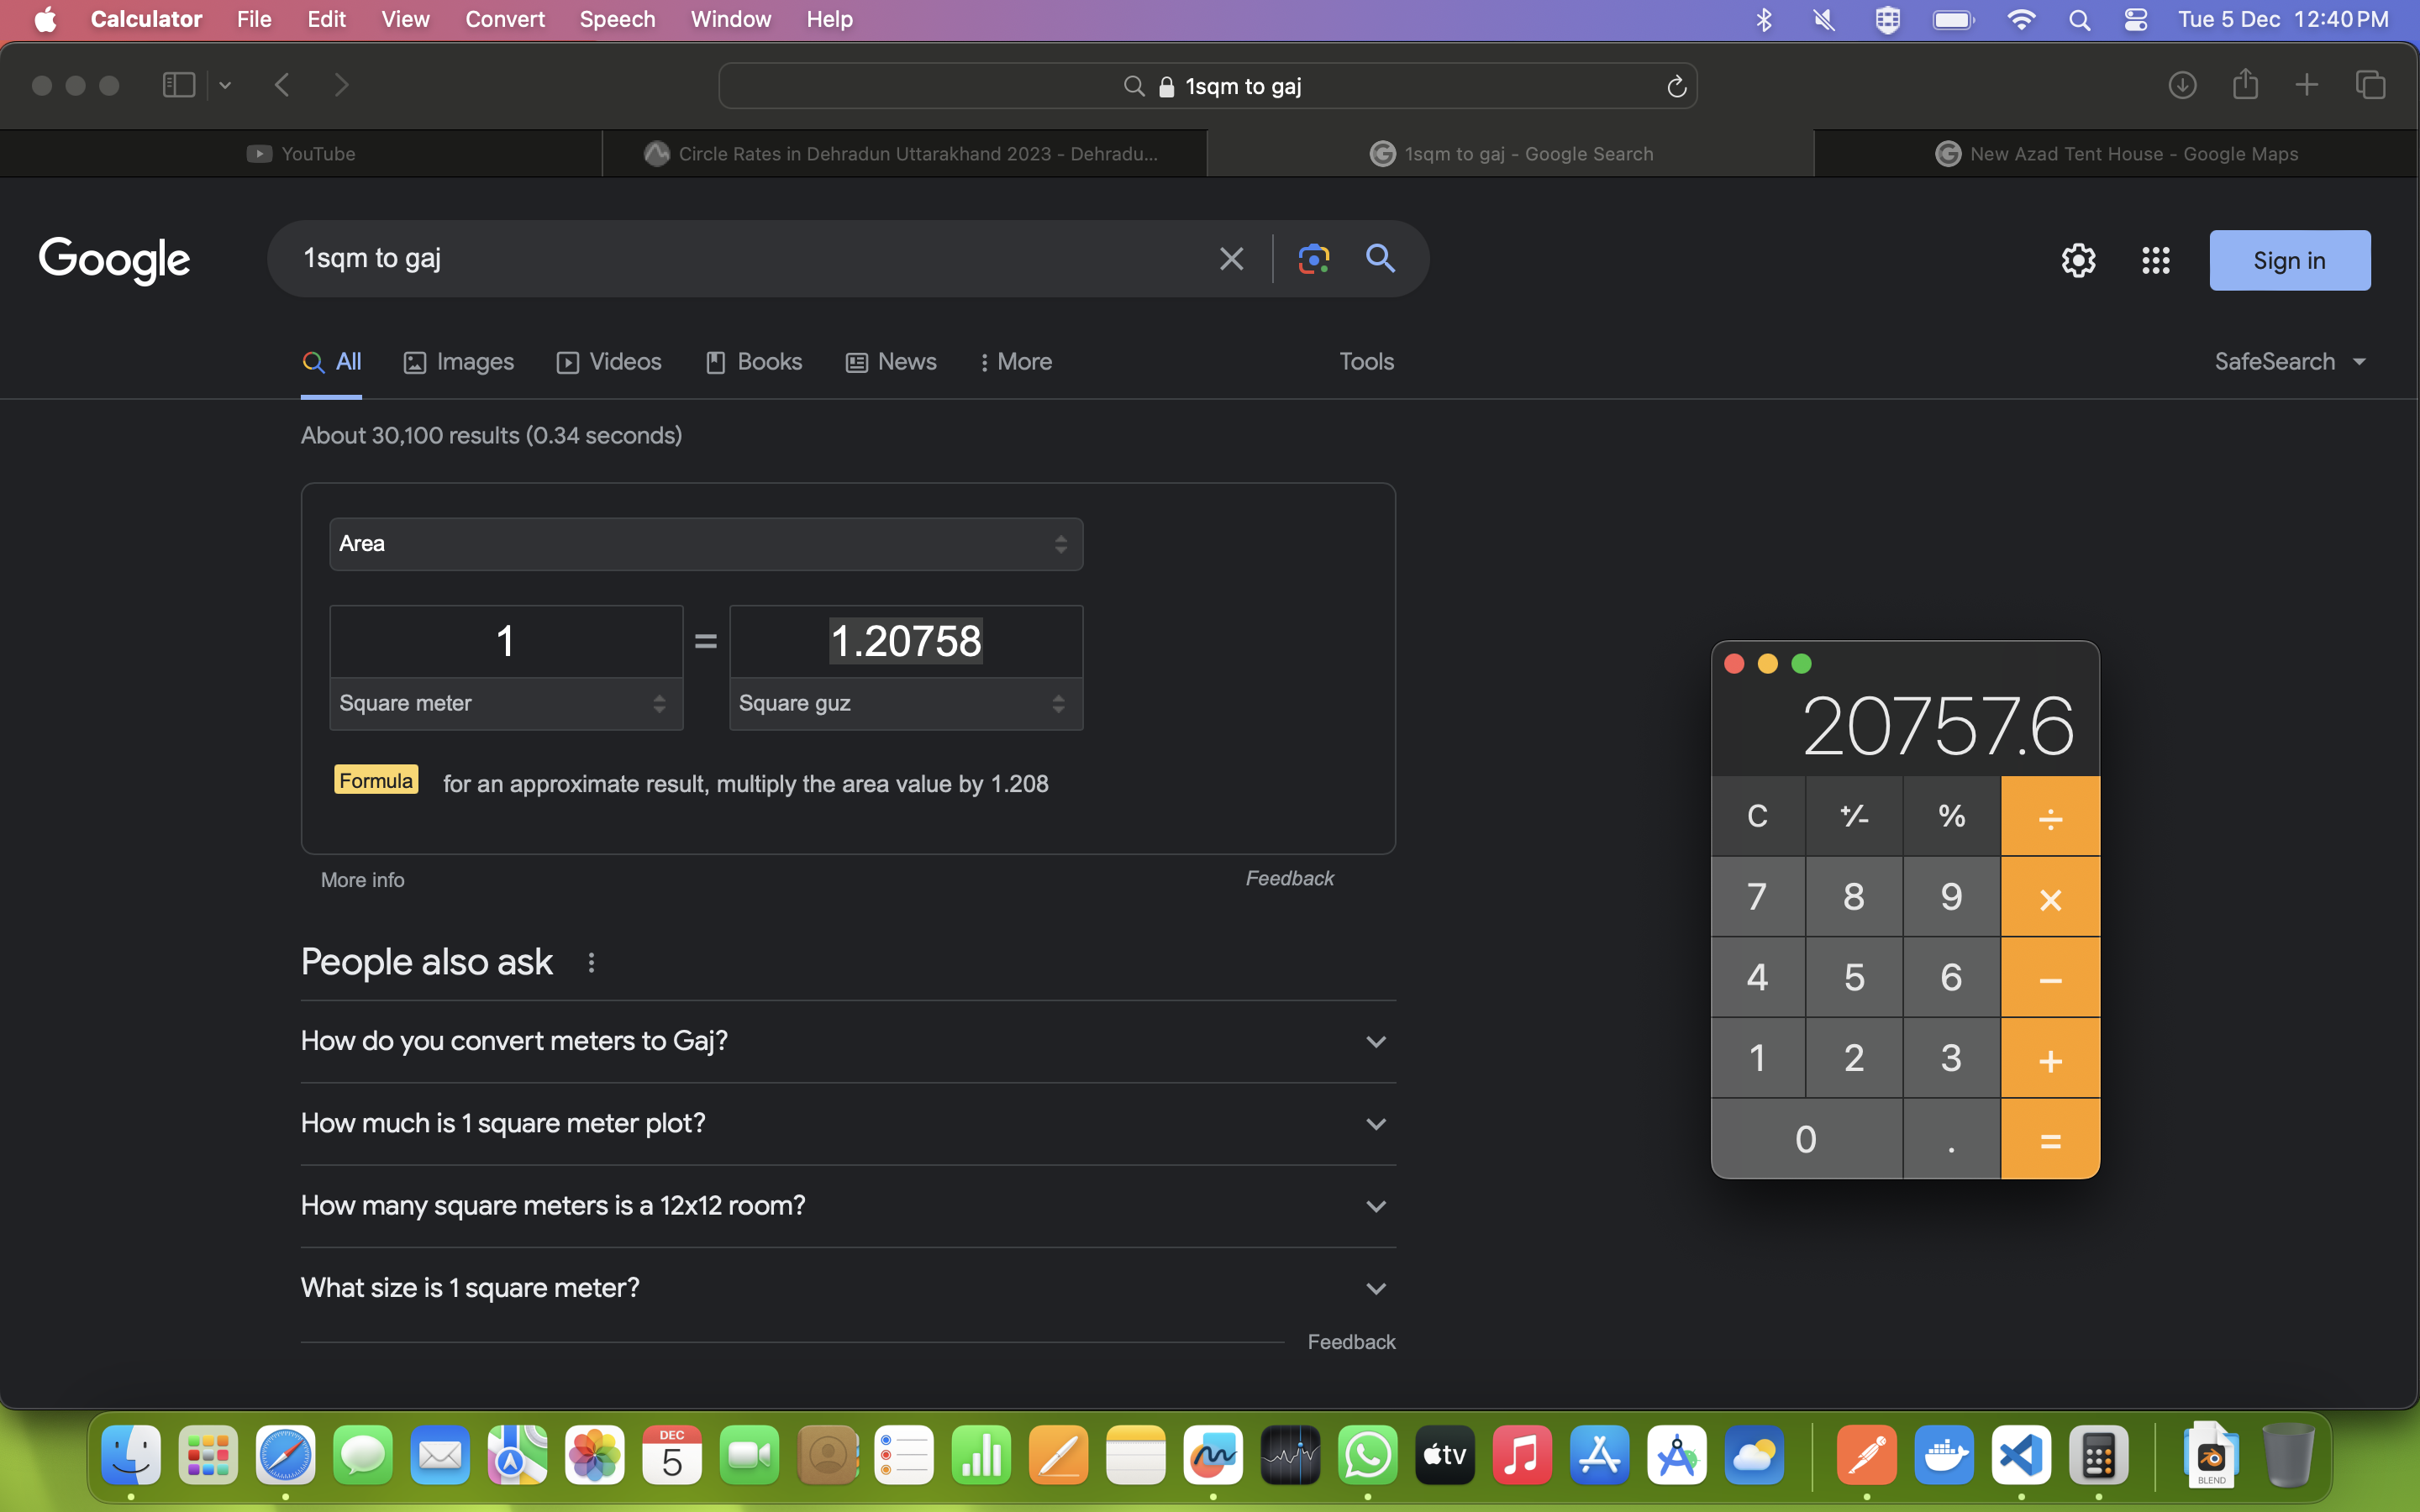 Calculator File Edit View Convert Speech Window Help Tue 5 Dec 12:40 PM
1sqm to gaj
YouTube Circle Rates in Dehradun Uttarakhand 2023 - Dehradu... 1sqm to gaj - Google Search New Azad Tent House - Google Maps
Google 1sqm to gaj Sign in
All Images Videos Books News More Tools SafeSearch
About 30,100 results (0.34 seconds)
Area
1 = 1.20758
Square meter Square guz
Formula for an approximate result, multiply the area value by 1.208
More info Feedback
People also ask
How do you convert meters to Gaj?
How much is 1 square meter plot?
How many square meters is a 12x12 room?
What size is 1 square meter?
Feedback
20757.6
C +/- % ÷
7 8 9 ×
4 5 6 −
1 2 3 +
0 . =
DEC
5
tv
BLEND